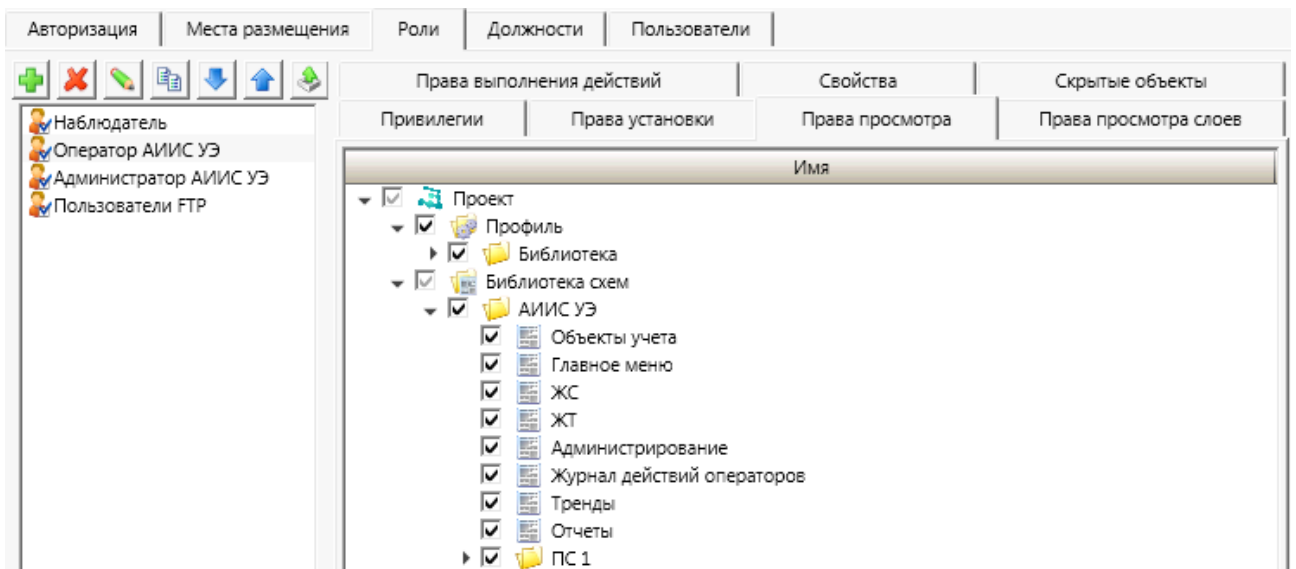 Авторизация Места размещения Роли Должности Пользователи
Права выполнения действий Свойства Скрытые объекты
Привилегии Права установки Права просмотра Права просмотра слоев
Наблюдатель
Оператор АИИС УЭ
Администратор АИИС УЭ
Пользователи FTP
Имя
Проект
Профиль
Библиотека
Библиотека схем
АИИС УЭ
Объекты учета
Главное меню
ЖС
ЖТ
Администрирование
Журнал действий операторов
Тренды
Отчеты
ПС 1